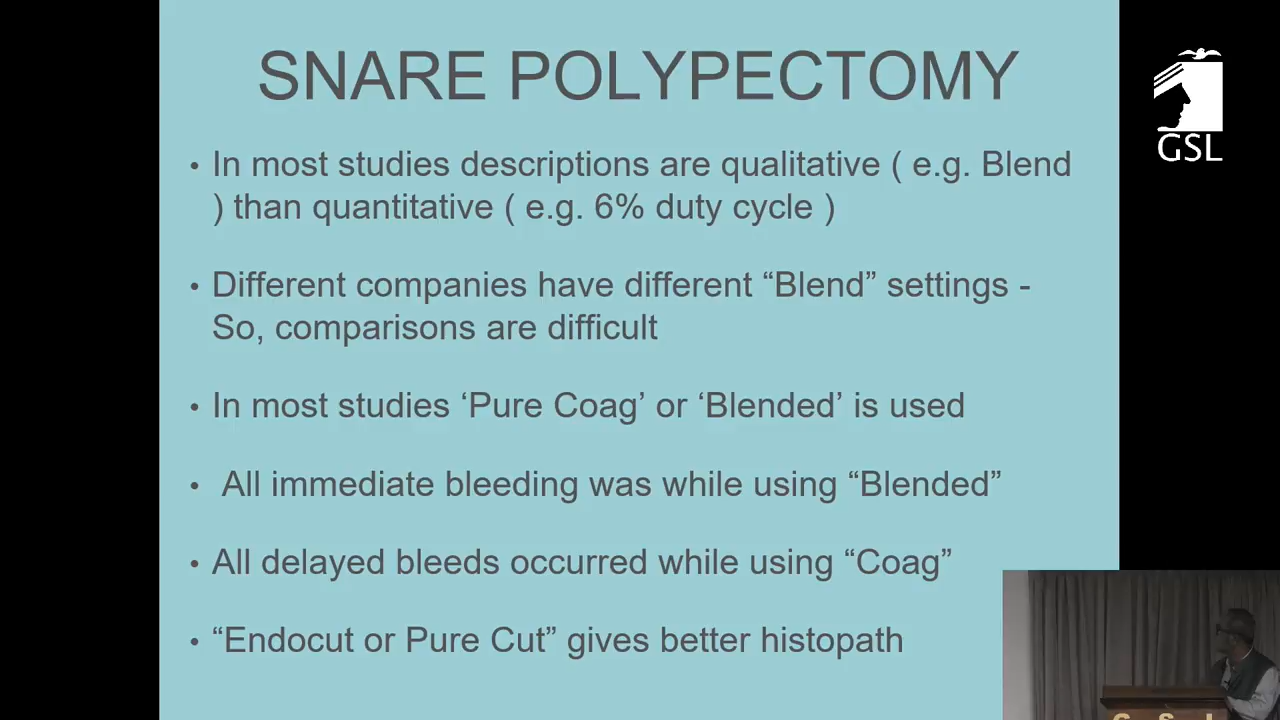 SNARE POLYPECTOMY
• In most studies descriptions are qualitative ( e.g. Blend
) than quantitative ( e.g. 6% duty cycle )
• Different companies have different “Blend” settings -
So, comparisons are difficult
• In most studies ‘Pure Coag’ or ‘Blended’ is used
• All immediate bleeding was while using “Blended”
• All delayed bleeds occurred while using “Coag”
• “Endocut or Pure Cut” gives better histopath
GSL
G S L